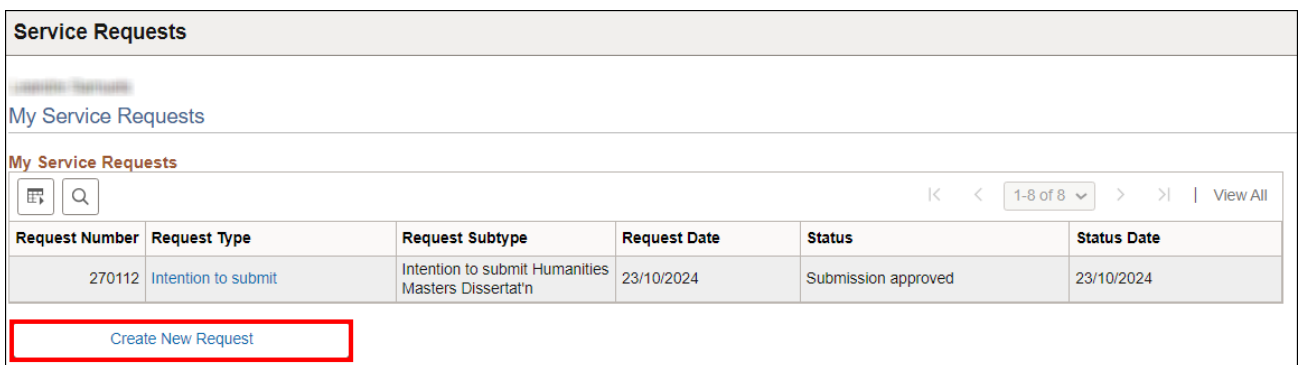 Service Requests
My Service Requests
My Service Requests
1-8 of 8 | View All
Request Number Request Type Request Subtype Request Date Status Status Date
270112 Intention to submit Intention to submit Humanities Masters Dissertat'n 23/10/2024 Submission approved 23/10/2024
Create New Request